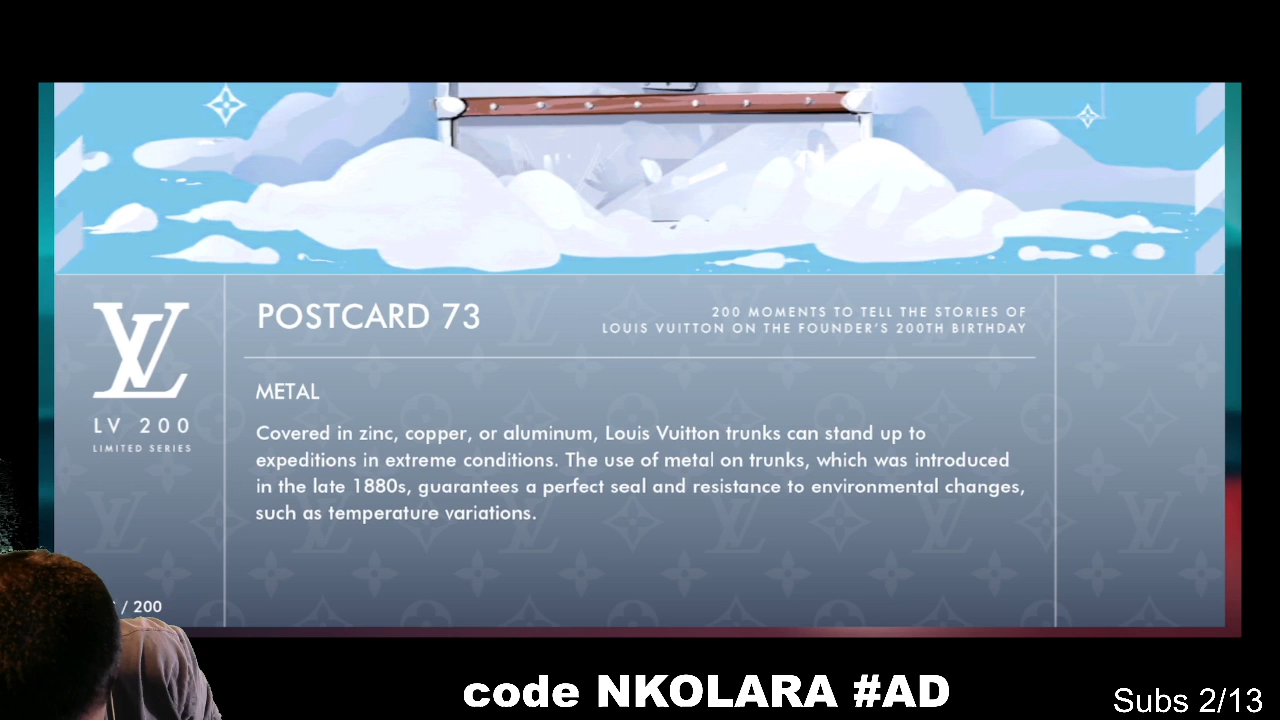 POSTCARD 73
200 MOMENTS TO TELL THE STORIES OF
LOUIS VUITTON ON THE FOUNDER'S 200TH BIRTHDAY
LV
LV 200
LIMITED SERIES
METAL
Covered in zinc, copper, or aluminum, Louis Vuitton trunks can stand up to
expeditions in extreme conditions. The use of metal on trunks, which was introduced
in the late 1880s, guarantees a perfect seal and resistance to environmental changes,
such as temperature variations.
/ 200
code NKOLARA #AD
Subs 2/13